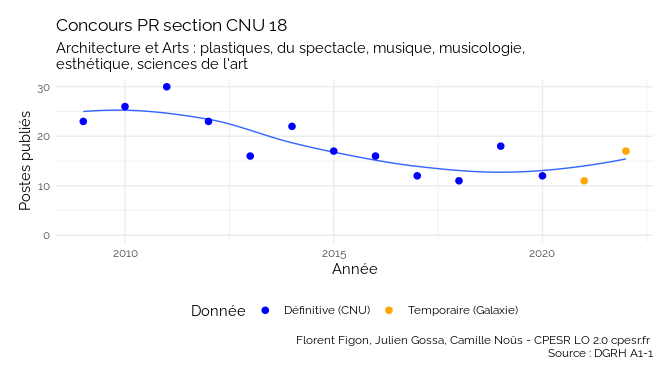 Concours PR section CNU 18
Architecture et Arts : plastiques, du spectacle, musique, musicologie,
esthétique, sciences de l'art
30
20
10
0
Postes publiés
2010 2015 2020
Année
Donnée Définitive (CNU) Temporaire (Galaxie)
Florent Figon, Julien Gossa, Camille Noûs - CPESR LO 2.0 cpesr.fr
Source : DGRH A1-1